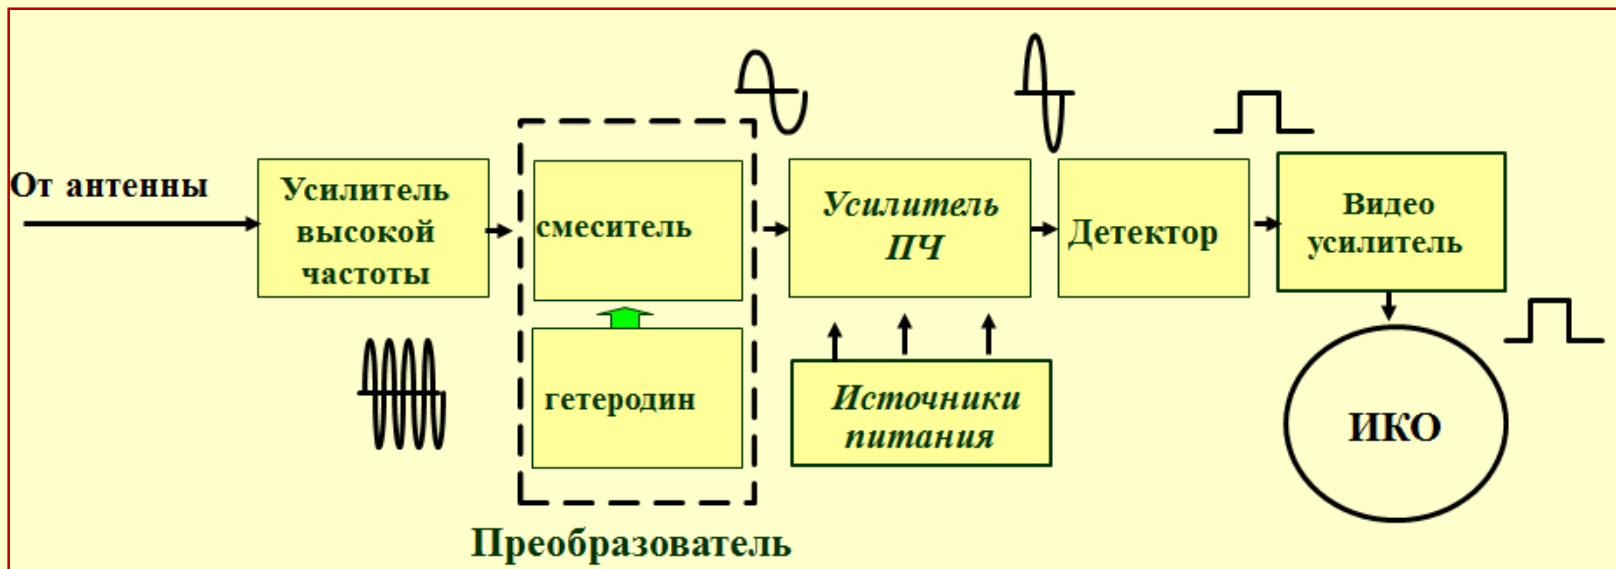 От антенны
Усилитель
высокой
частоты
смеситель
гетеродин
Преобразователь
Усилитель
ПЧ
Источники
питания
Детектор
Видео
усилитель
ИКО